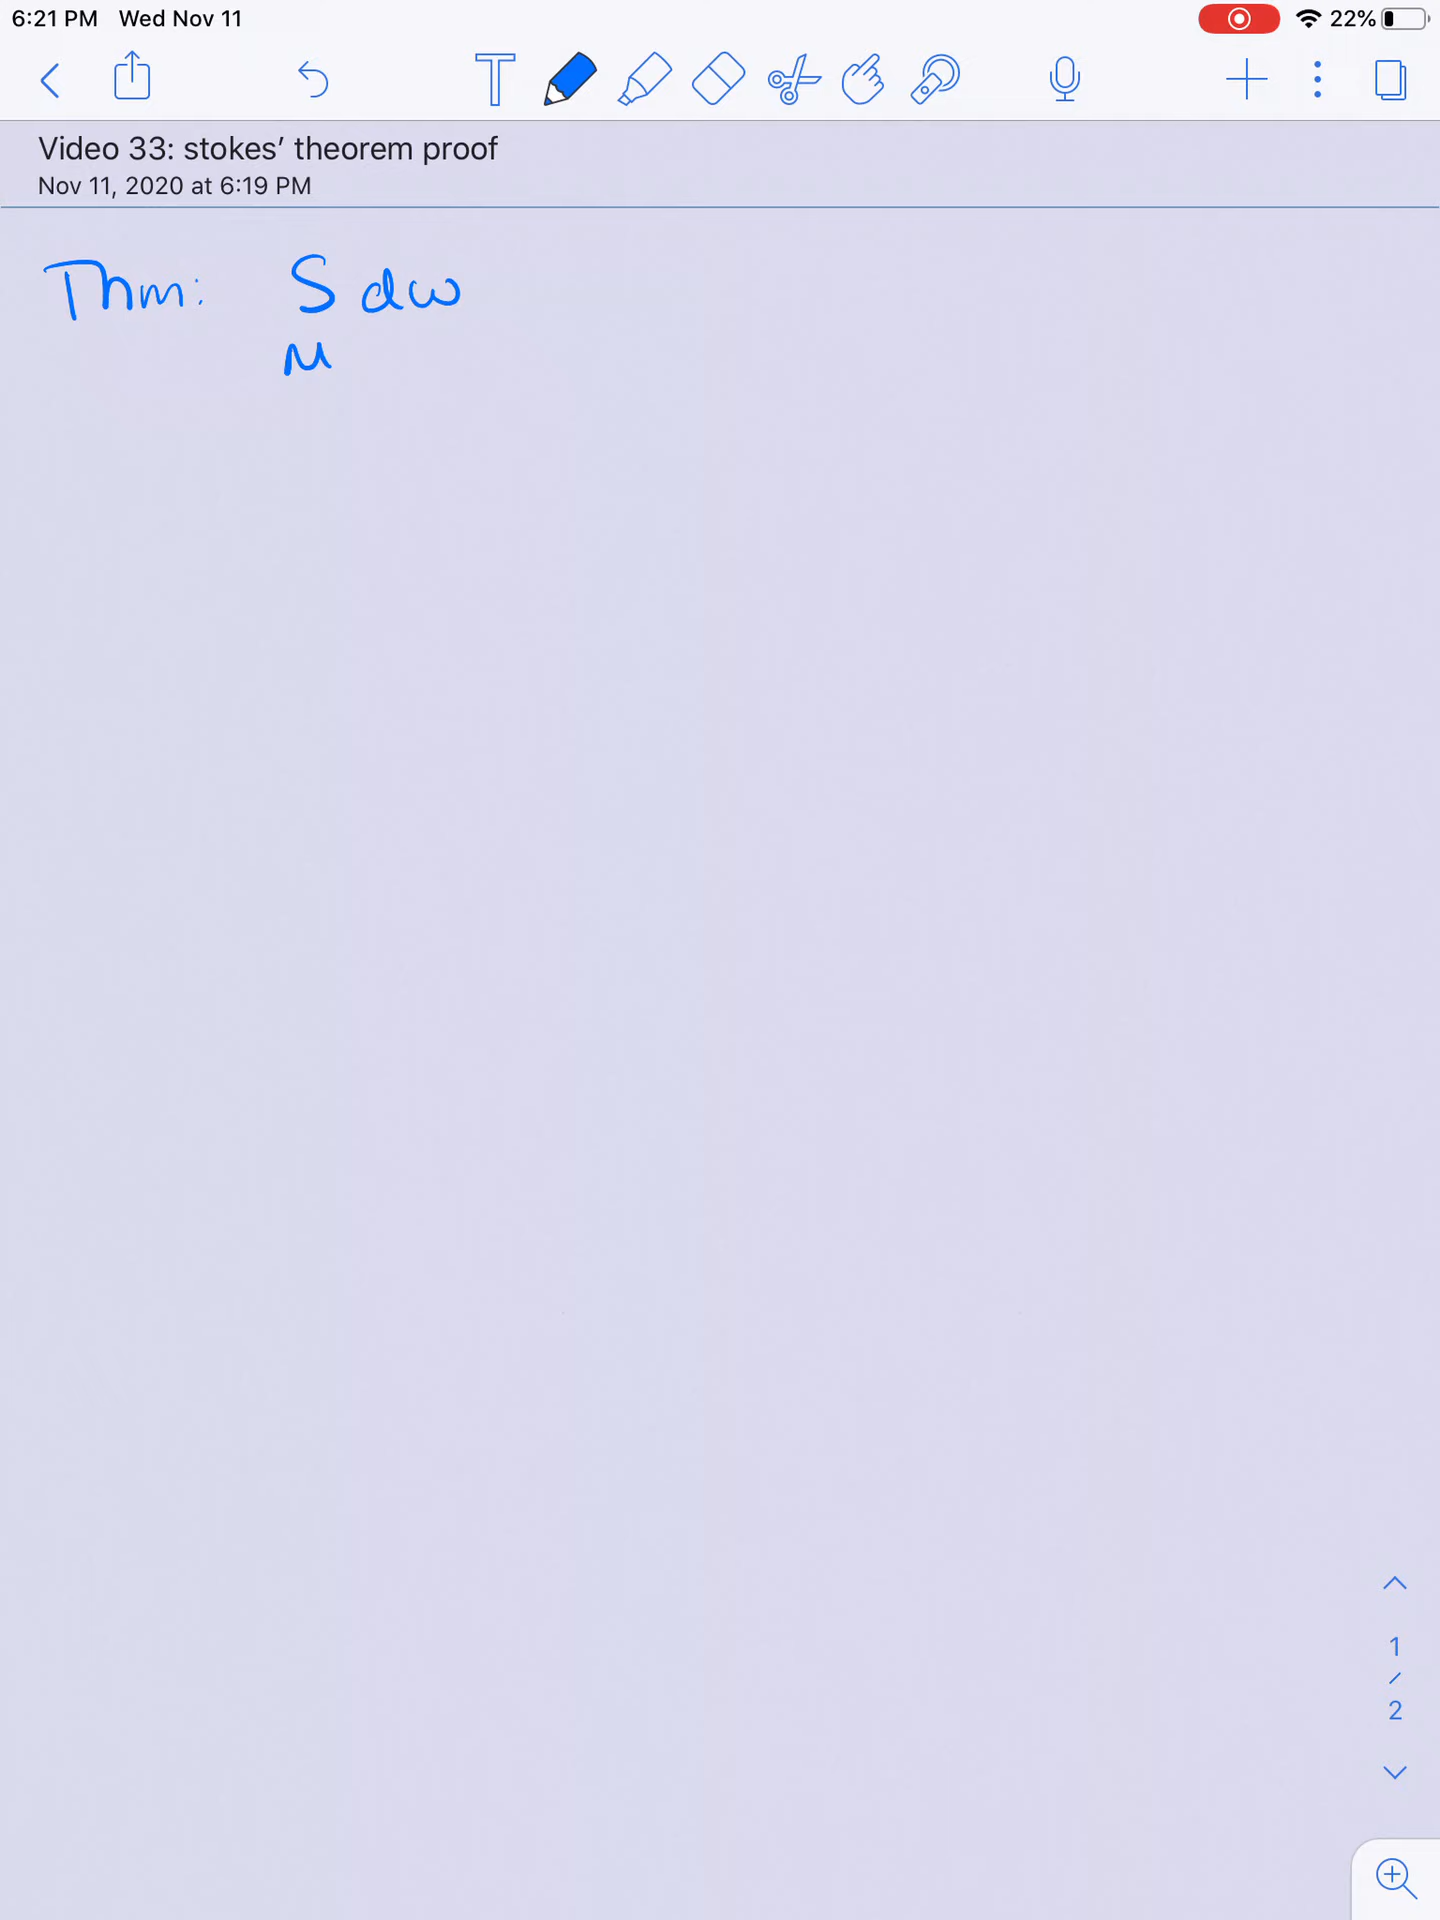 6:21 PM Wed Nov 11 22%
T
Video 33: stokes’ theorem proof
Nov 11, 2020 at 6:19 PM
Thm: ∫ dω
M
1
/
2